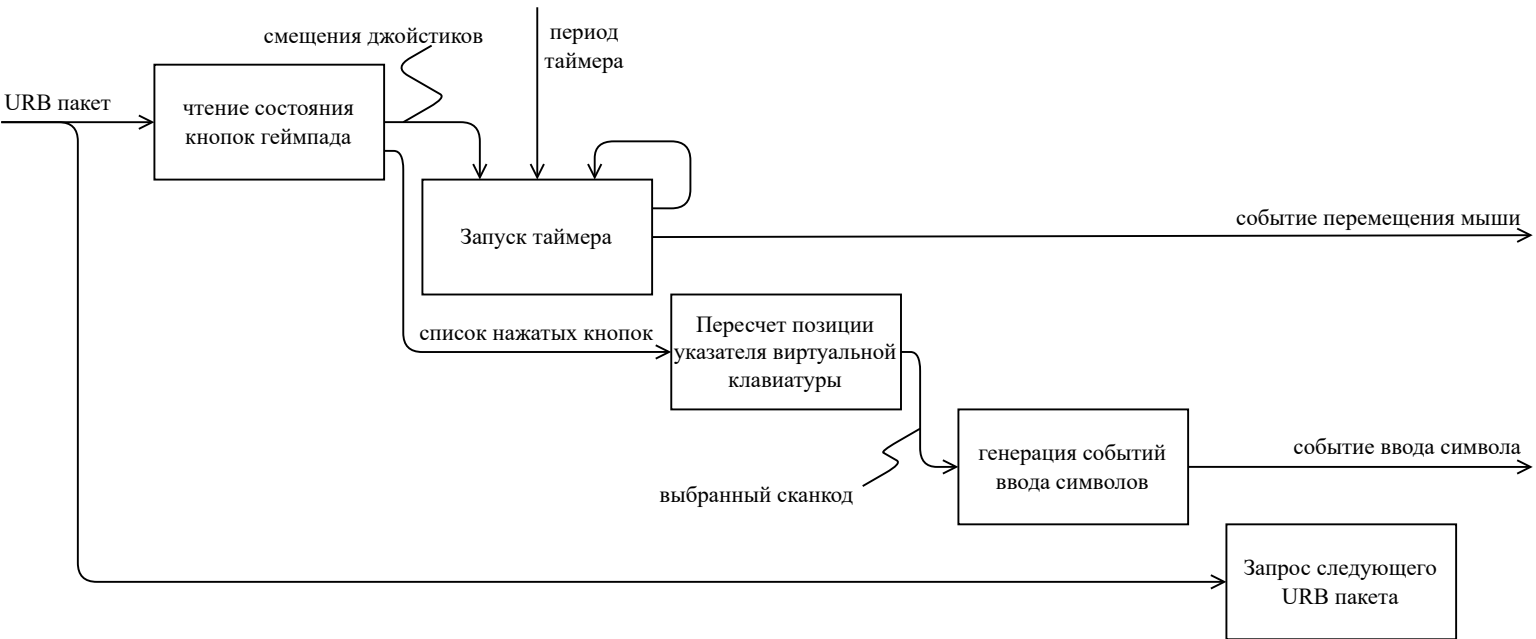 смещения джойстиков
период
таймера
URB пакет
чтение состояния
кнопок геймпада
событие перемещения мыши
Запуск таймера
список нажатых кнопок
Пересчет позиции
указателя виртуальной
клавиатуры
генерация событий
ввода символов
событие ввода символа
выбранный сканкод
Запрос следующего
URB пакета